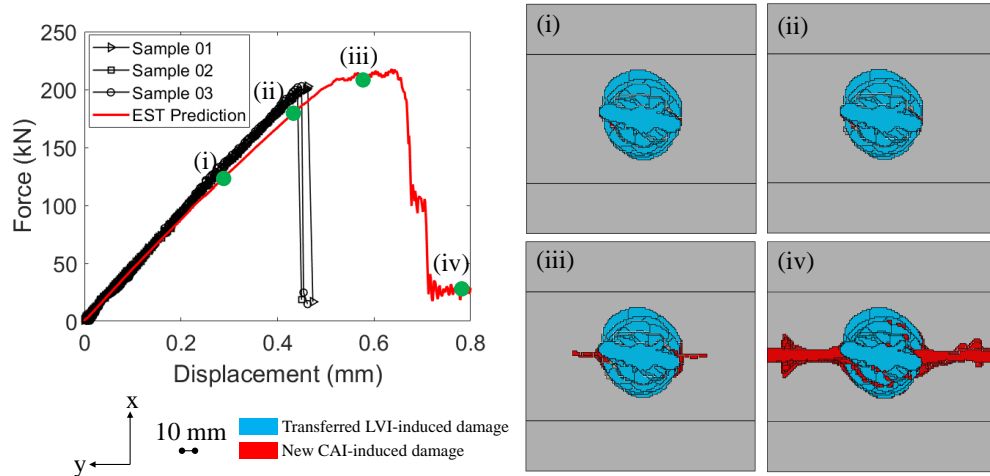 250
200
150
100
50
0
Force (kN)
Sample 01
Sample 02
Sample 03
EST Prediction
(i)
(ii)
(iii)
(iv)
0 0.2 0.4 0.6 0.8
Displacement (mm)
x
y
10 mm
Transferred LVI-induced damage
New CAI-induced damage
(i)
(ii)
(iii)
(iv)